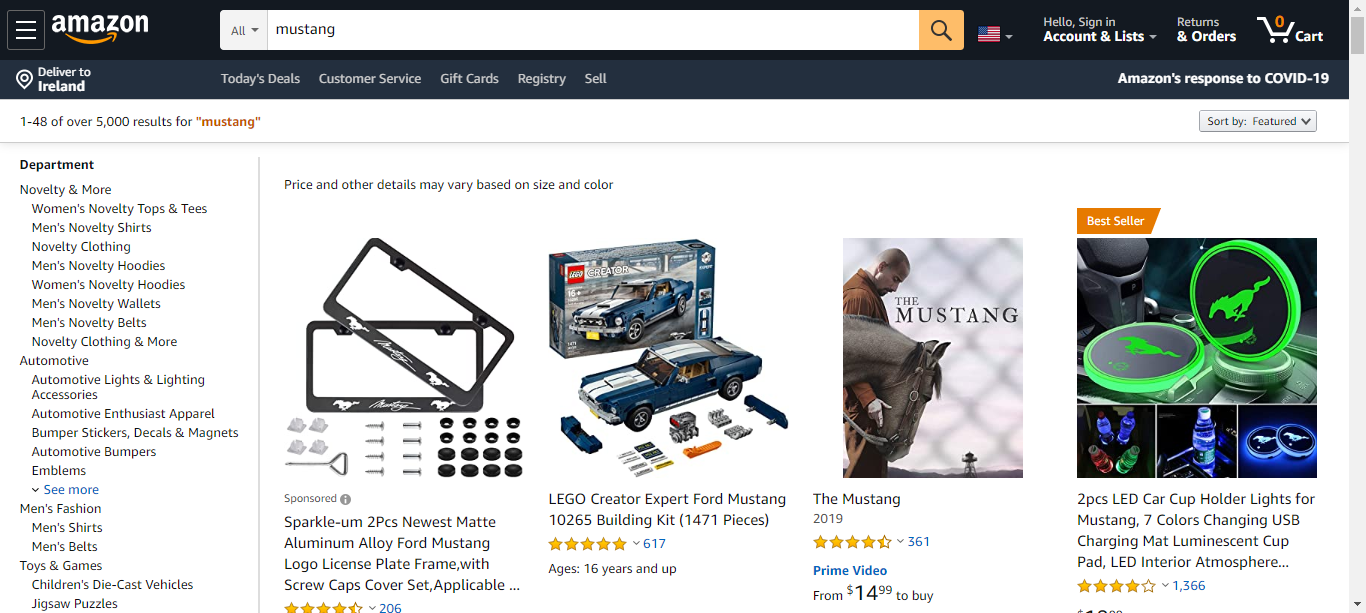 amazon
All
mustang
Hello, Sign in
Account & Lists
Returns
& Orders
0
Cart
Deliver to
Ireland
Today's Deals
Customer Service
Gift Cards
Registry
Sell
Amazon's response to COVID-19
1-48 of over 5,000 results for "mustang"
Sort by: Featured
Department
Novelty & More
Women's Novelty Tops & Tees
Men's Novelty Shirts
Novelty Clothing
Men's Novelty Hoodies
Women's Novelty Hoodies
Men's Novelty Wallets
Men's Novelty Belts
Novelty Clothing & More
Automotive
Automotive Lights & Lighting
Accessories
Automotive Enthusiast Apparel
Bumper Stickers, Decals & Magnets
Automotive Bumpers
Emblems
See more
Men's Fashion
Men's Shirts
Men's Belts
Toys & Games
Children's Die-Cast Vehicles
Jigsaw Puzzles
Price and other details may vary based on size and color
Mustang
Mustang
Sponsored
Sparkle-um 2Pcs Newest Matte
Aluminum Alloy Ford Mustang
Logo License Plate Frame,with
Screw Caps Cover Set,Applicable ...
206
LEGO
CREATOR
16+
LEGO Creator Expert Ford Mustang
10265 Building Kit (1471 Pieces)
617
Ages: 16 years and up
THE
MUSTANG
The Mustang
2019
361
Prime Video
From $14.99 to buy
Best Seller
2pcs LED Car Cup Holder Lights for
Mustang, 7 Colors Changing USB
Charging Mat Luminescent Cup
Pad, LED Interior Atmosphere...
1,366